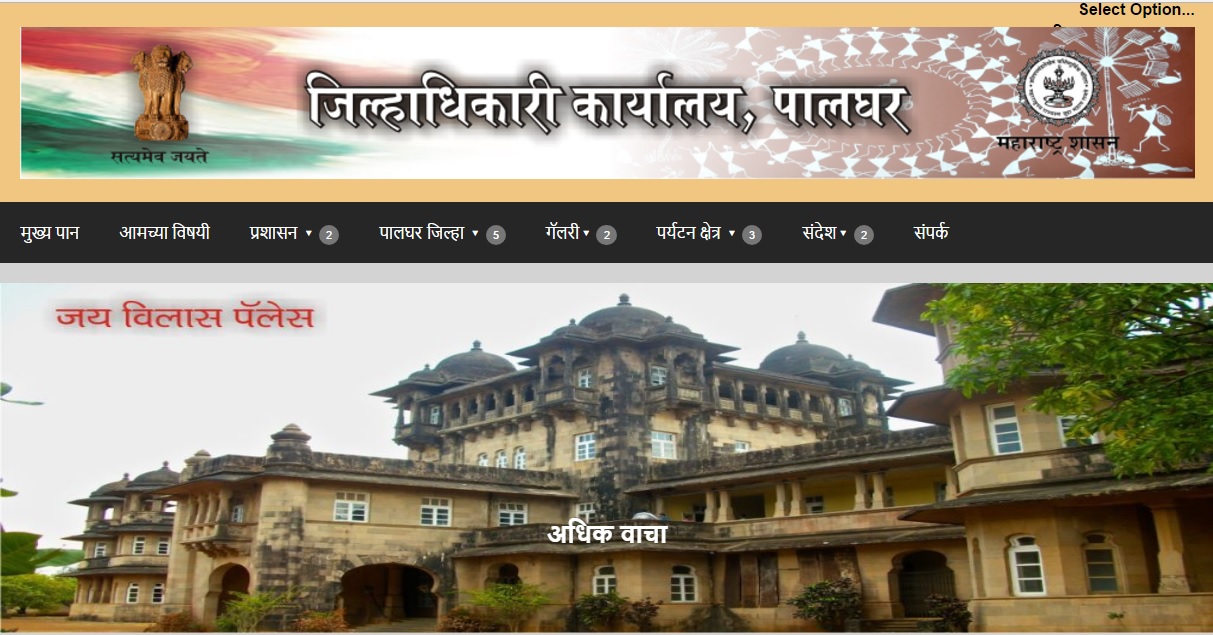 Select Option...
जिल्हाधिकारी कार्यालय, पालघर
सत्यमेव जयते
महाराष्ट्र शासन
मुख्य पान आमच्या विषयी प्रशासन ▾ 2 पालघर जिल्हा ▾ 5 गॅलरी ▾ 2 पर्यटन क्षेत्र ▾ 3 संदेश ▾ 2 संपर्क
जय विलास पॅलेस
अधिक वाचा